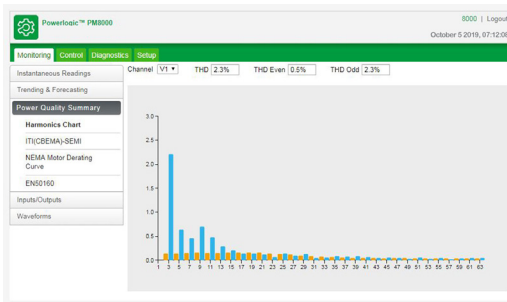 Powerlogic™ PM8000
8000 | Logout
October 5 2019, 07:12:08
Monitoring Control Diagnostics Setup
Instantaneous Readings
Trending & Forecasting
Power Quality Summary
Harmonics Chart
ITI(CBEMA)-SEMI
NEMA Motor Derating
Curve
EN50160
Inputs/Outputs
Waveforms
Channel V1 THD 2.3% THD Even 0.5% THD Odd 2.3%
3.0
2.5
2.0
1.5
1.0
0.5
0.0
1 3 5 7 9 11 13 15 17 19 21 23 25 27 29 31 33 35 37 39 41 43 45 47 49 51 53 55 57 59 61 63